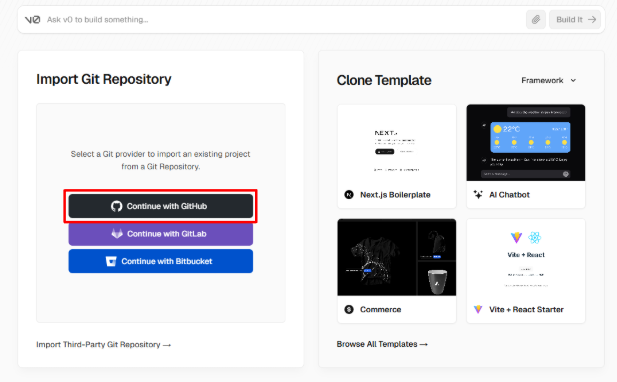 v0 Ask v0 to build something...
Build It →
Import Git Repository
Select a Git provider to import an existing project
from a Git Repository.
Continue with GitHub
Continue with GitLab
Continue with Bitbucket
Import Third-Party Git Repository →
Clone Template
Framework
NEXT.
Next.js Boilerplate
22°C
AI Chatbot
Commerce
Vite + React
Vite + React Starter
Browse All Templates →